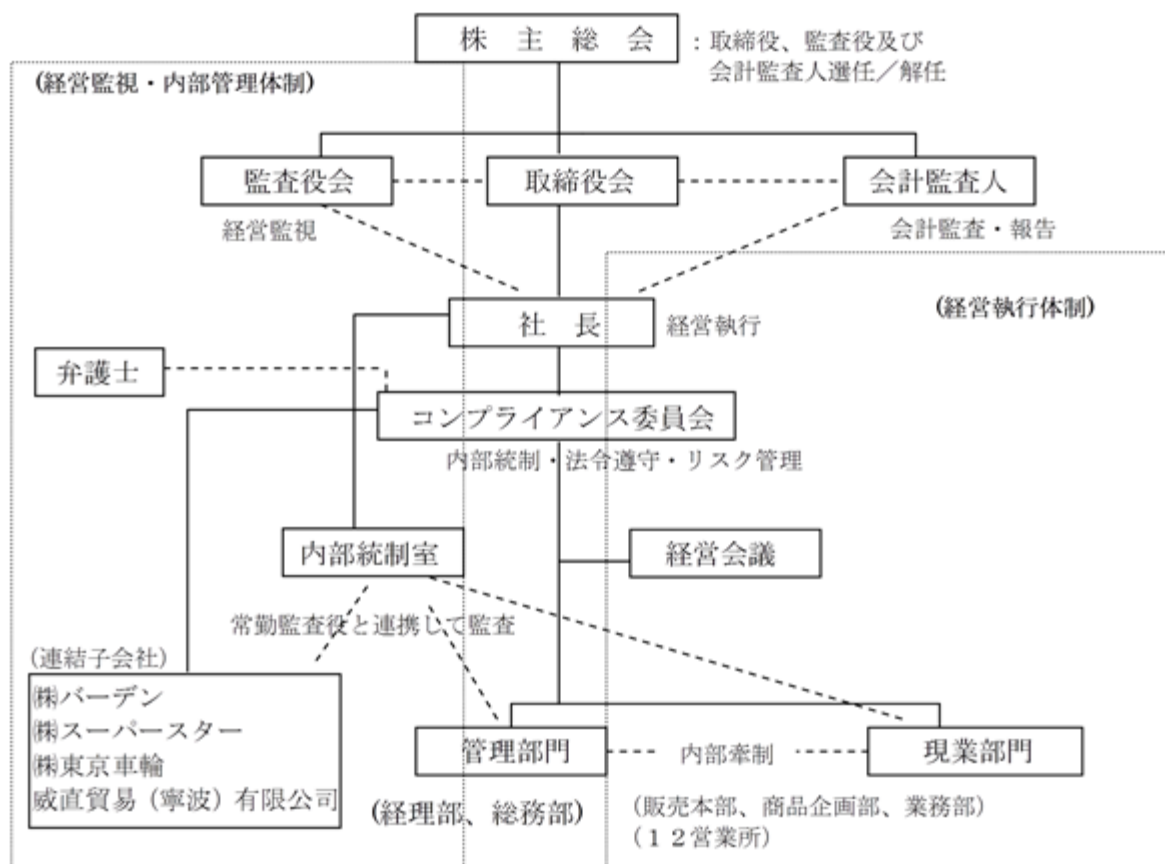 株　主　総　会
：取締役、監査役及び
会計監査人選任／解任
(経営監視・内部管理体制)
監査役会
取締役会
会計監査人
経営監視
会計監査・報告
(経営執行体制)
社　長
経営執行
弁護士
コンプライアンス委員会
内部統制・法令遵守・リスク管理
内部統制室
経営会議
常勤監査役と連携して監査
(連結子会社)
㈱バーデン
㈱スーパースター
㈱東京車輪
威直貿易（寧波）有限公司
管理部門
内部牽制
現業部門
(経理部、総務部)
(販売本部、商品企画部、業務部)
(１２営業所)